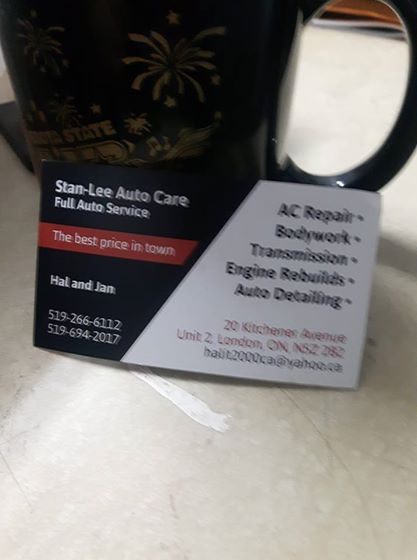 STATE
Stan-Lee Auto Care
Full Auto Service
The best price in town
Hal and Jan
519-266-6112
519-694-2017
AC Repair •
Bodywork •
Transmission •
Engine Rebuilds •
Auto Detailing •
20 Kitchener Avenue
Unit 2, London, ON, N5Z 2B2
halit2000ca@yahoo.ca